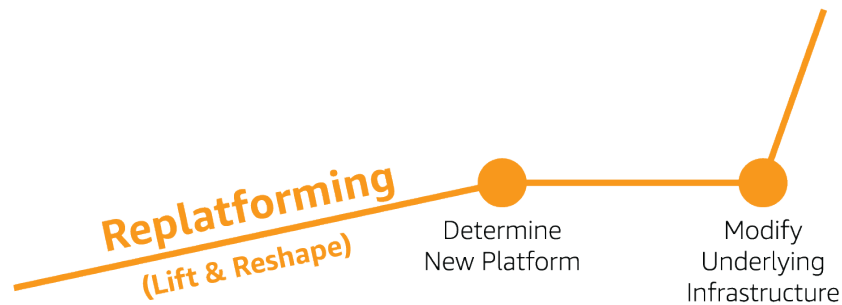 Replatforming
(Lift & Reshape)
Determine
New Platform
Modify
Underlying
Infrastructure